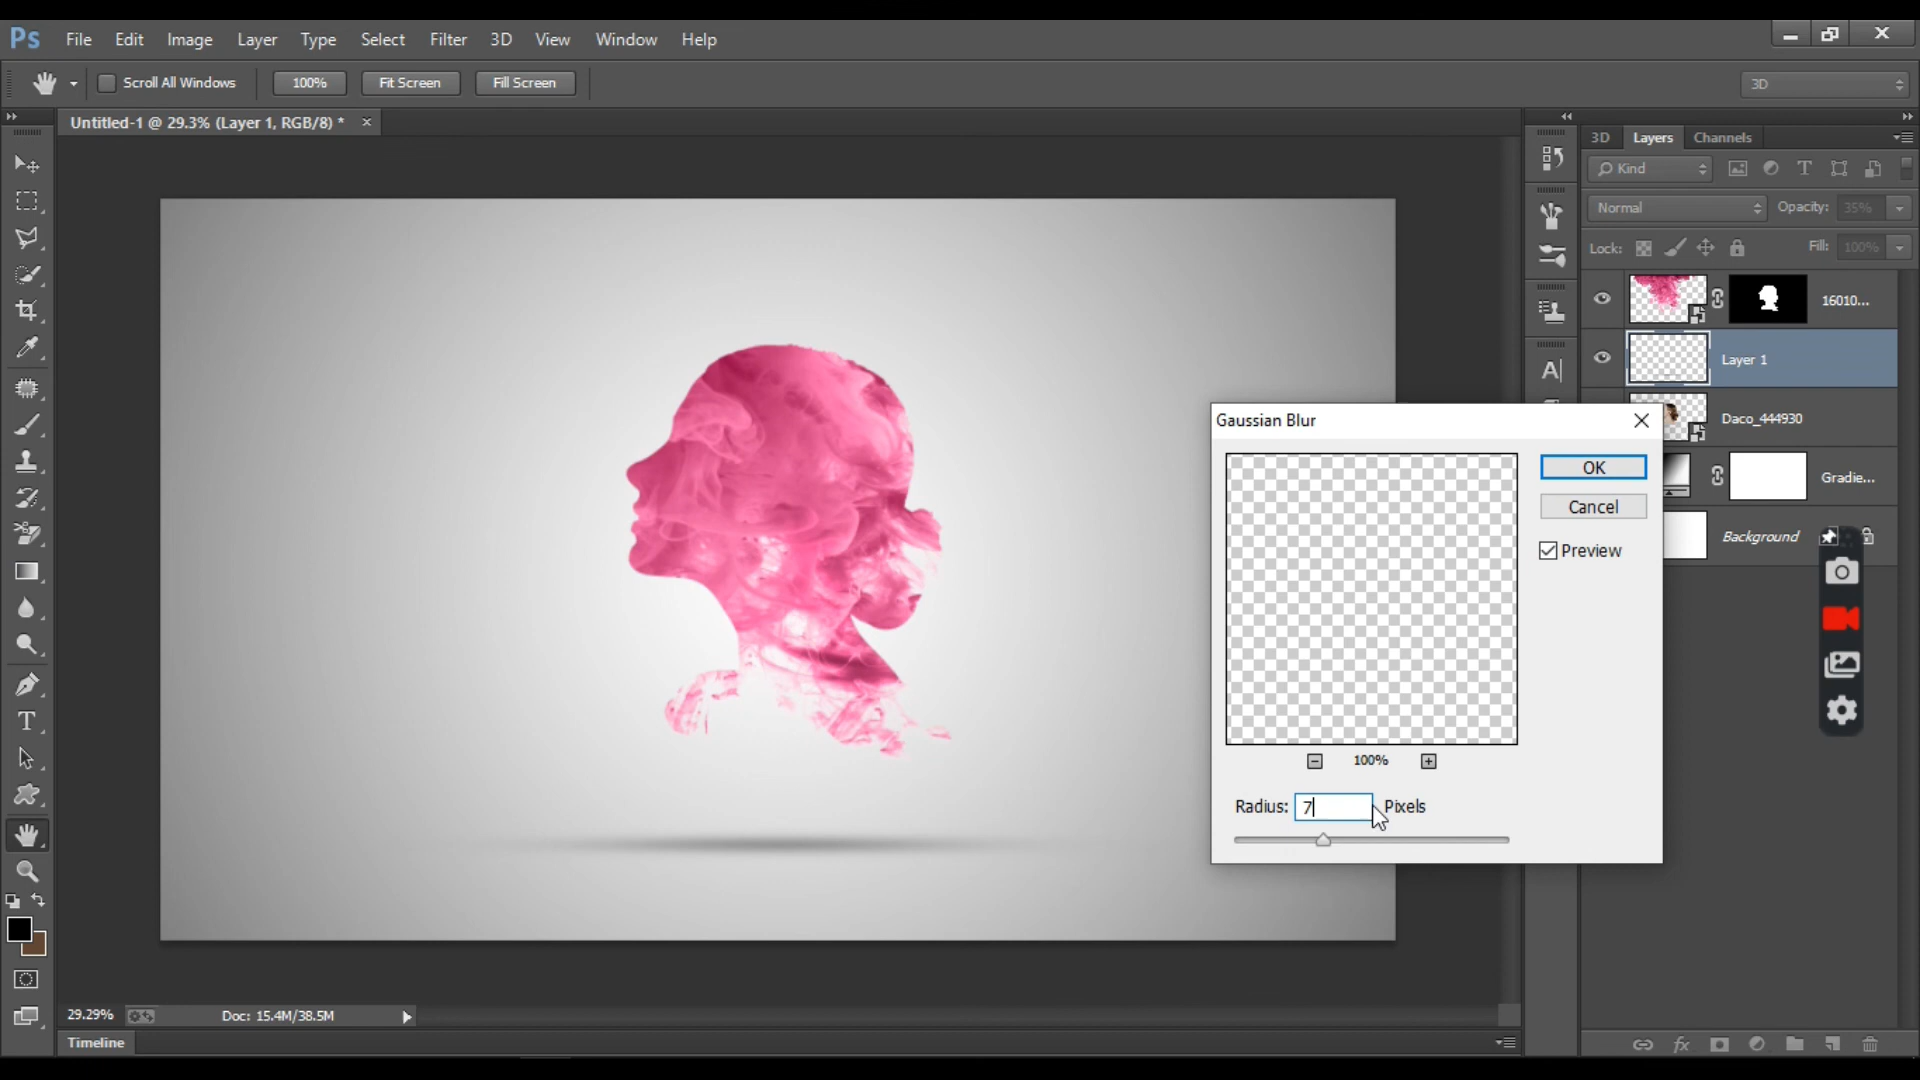 Ps File Edit Image Layer Type Select Filter 3D View Window Help
Scroll All Windows 100% Fit Screen Fill Screen 3D
Untitled-1 @ 29.3% (Layer 1, RGB/8) * ×
3D Layers Channels
Kind
Normal Opacity: 35%
Lock: Fill: 100%
16010...
Layer 1
Daco_444930
Gradie...
Background
Gaussian Blur
OK
Cancel
Preview
100%
Radius: 7 Pixels
29.29% Doc: 15.4M/38.5M
Timeline